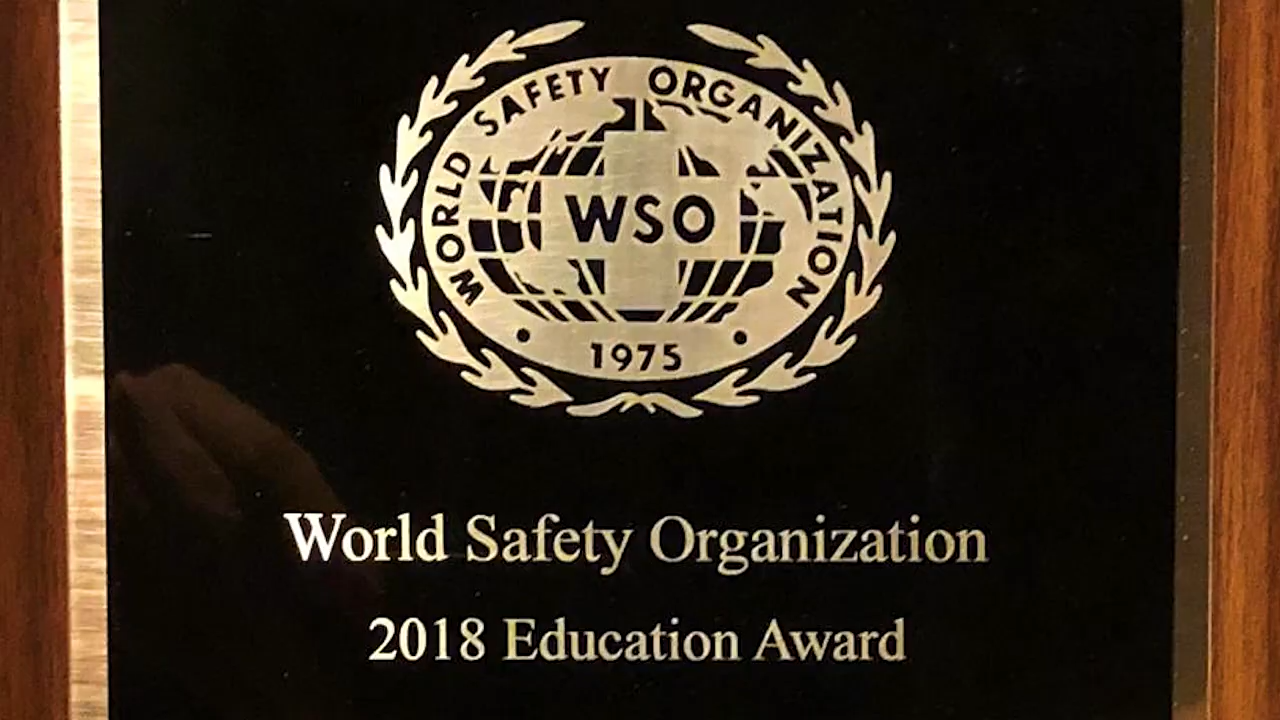 WORLD SAFETY ORGANIZATION
WSO
1975
World Safety Organization
2018 Education Award